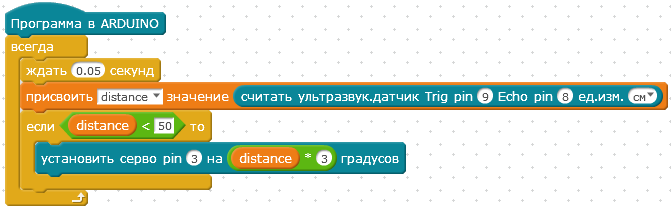 Программа в ARDUINO
всегда
ждать 0.05 секунд
присвоить distance значение считать ультразвук.датчик Trig pin 9 Echo pin 8 ед.изм. см
если distance < 50 то
установить серво pin 3 на distance * 3 градусов